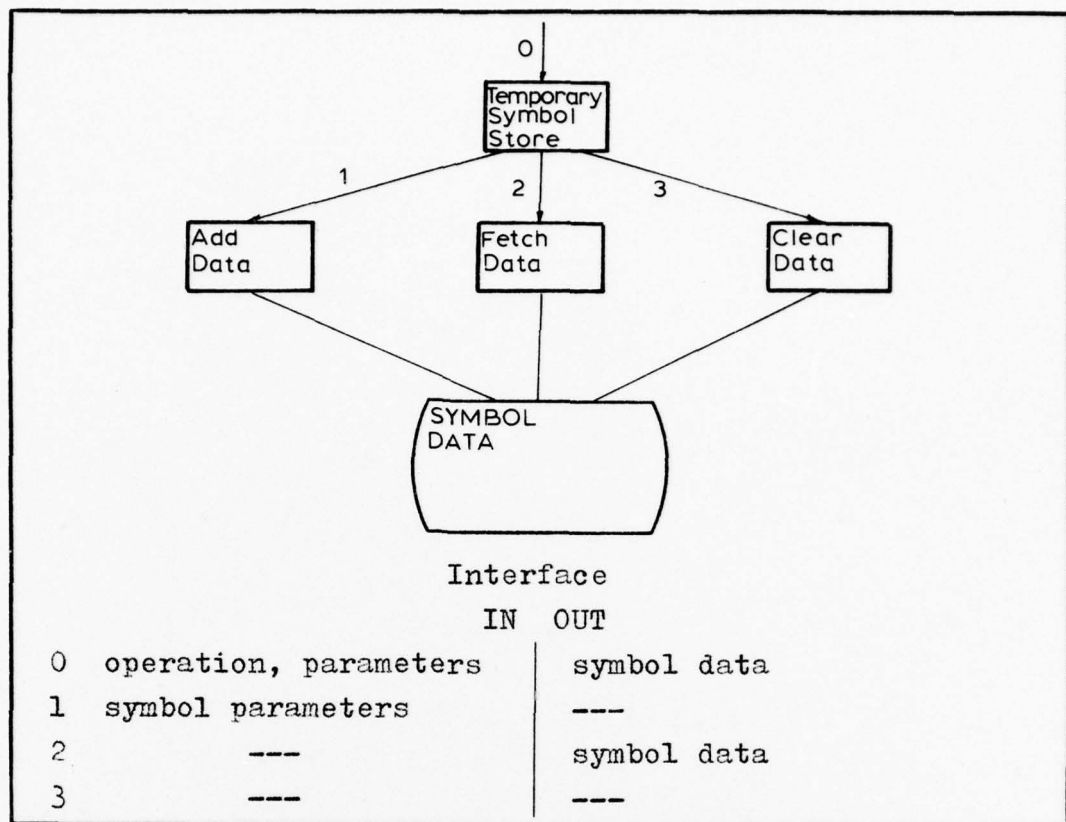 0
Temporary
Symbol
Store
1
2
3
Add
Data
Fetch
Data
Clear
Data
SYMBOL
DATA
Interface
IN OUT
0 operation, parameters symbol data
1 symbol parameters ---
2 --- symbol data
3 --- ---